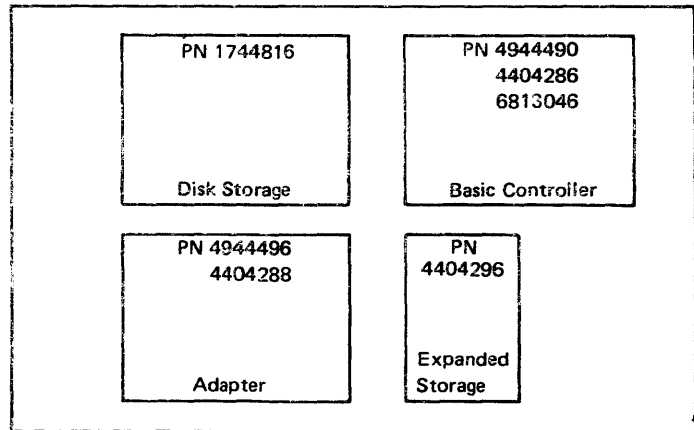 PN 1744816
Disk Storage
PN 4944490
4404286
6813046
Basic Controller
PN 4944496
4404288
Adapter
PN
4404296
Expanded
Storage